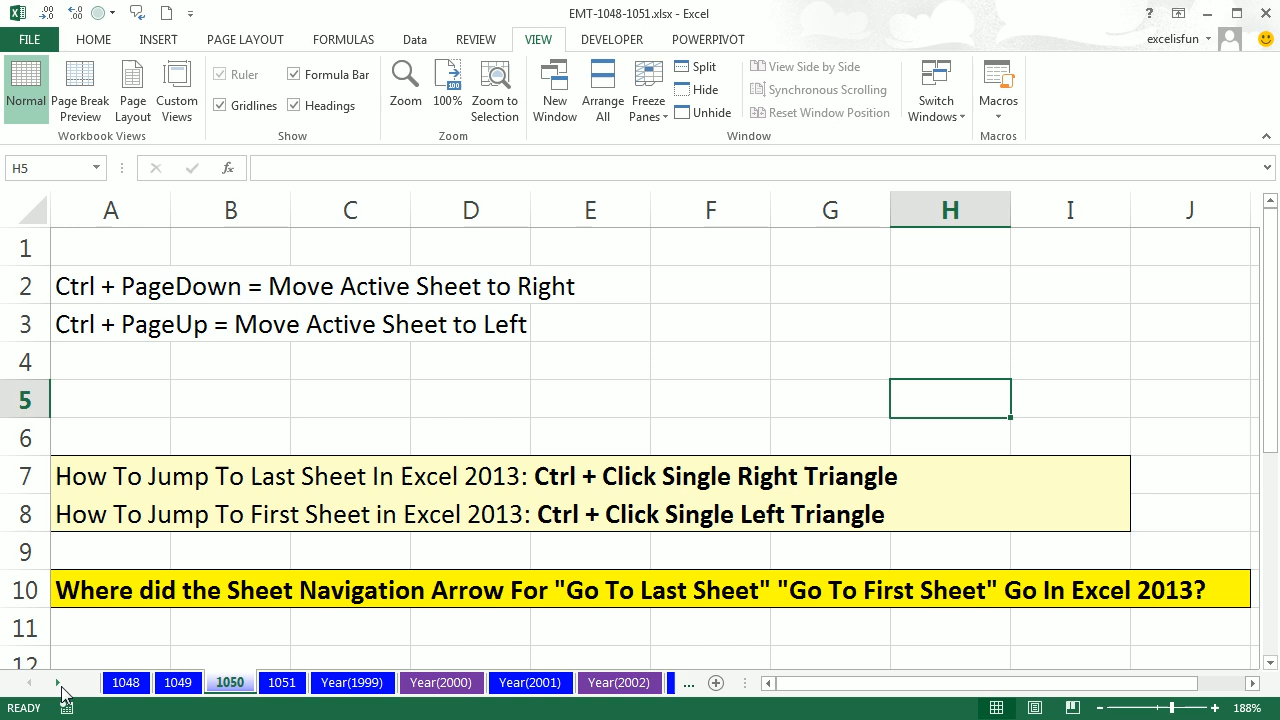 EMT-1048-1051.xlsx - Excel
FILE HOME INSERT PAGE LAYOUT FORMULAS Data REVIEW VIEW DEVELOPER POWERPIVOT excelisfun
Normal Page Break Preview Page Layout Custom Views
Workbook Views
Ruler Formula Bar
Gridlines Headings
Show
Zoom 100% Zoom to Selection
Zoom
New Window Arrange All Freeze Panes
Split
Hide
Unhide
View Side by Side
Synchronous Scrolling
Reset Window Position
Switch Windows
Window
Macros
Macros
H5 fx
A B C D E F G H I J
1
2 Ctrl + PageDown = Move Active Sheet to Right
3 Ctrl + PageUp = Move Active Sheet to Left
4
5
6
7 How To Jump To Last Sheet In Excel 2013: Ctrl + Click Single Right Triangle
8 How To Jump To First Sheet in Excel 2013: Ctrl + Click Single Left Triangle
9
10 Where did the Sheet Navigation Arrow For "Go To Last Sheet" "Go To First Sheet" Go In Excel 2013?
11
12
1048 1049 1050 1051 Year(1999) Year(2000) Year(2001) Year(2002) ...
READY 188%